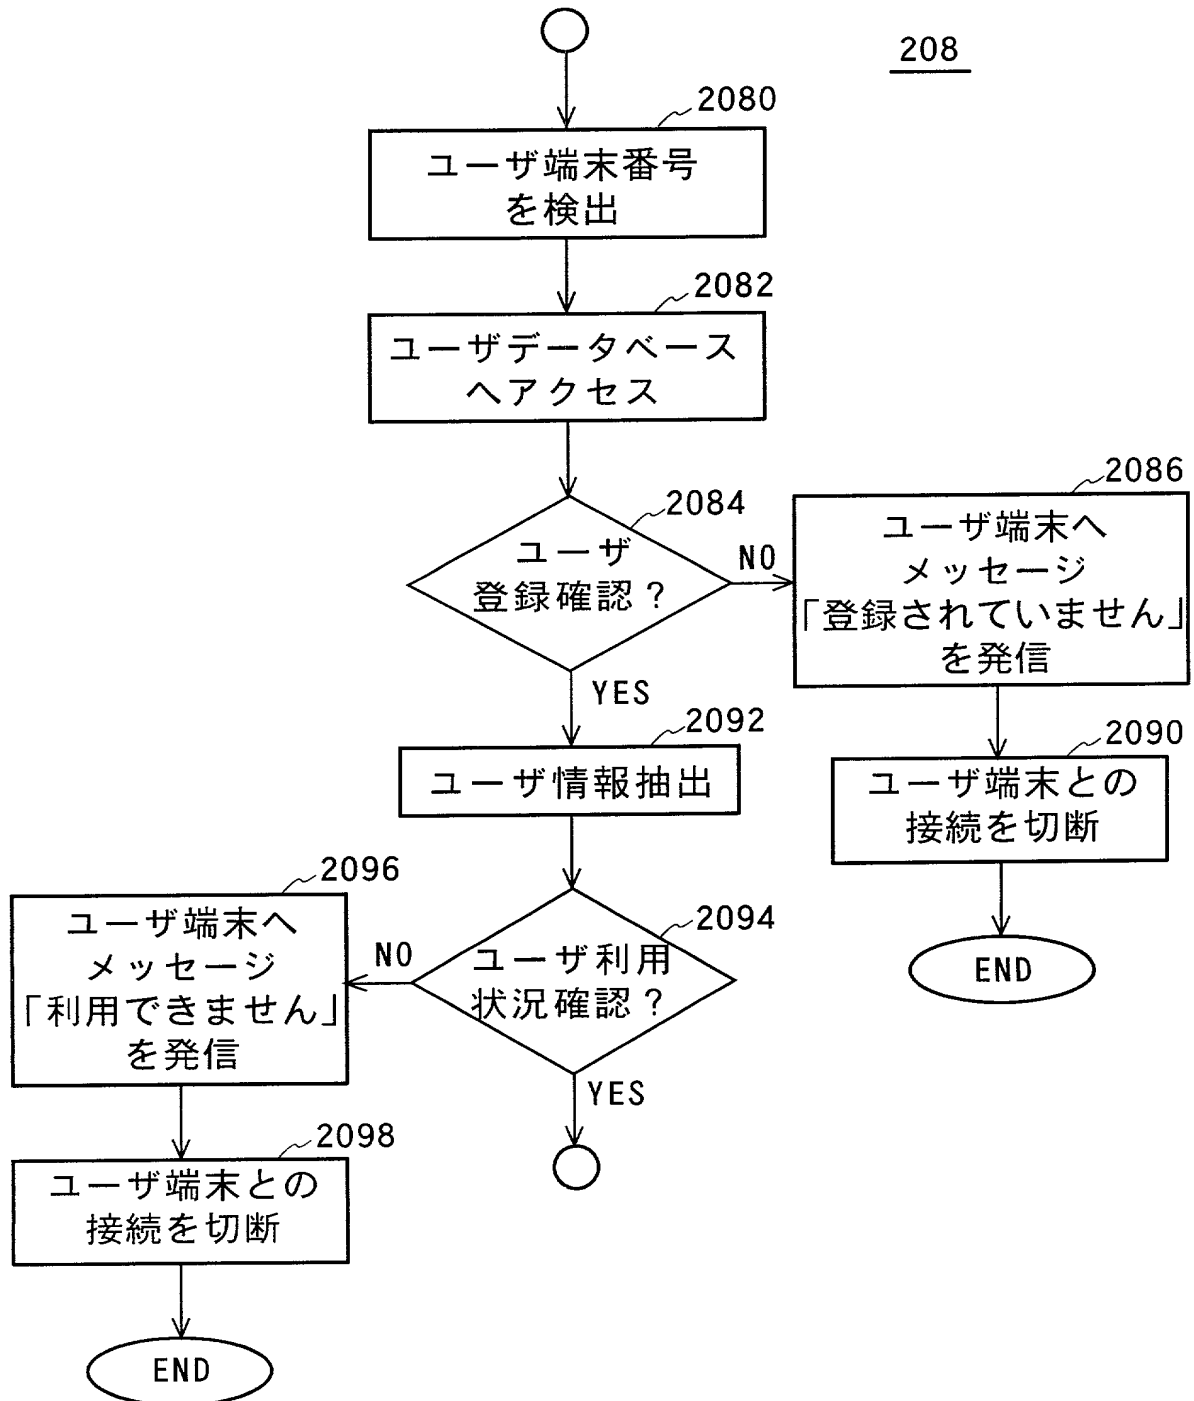 208
2080
ユーザ端末番号
を検出
2082
ユーザデータベース
へアクセス
2084
ユーザ
登録確認？
NO
YES
2086
ユーザ端末へ
メッセージ
「登録されていません」
を発信
2090
ユーザ端末との
接続を切断
END
2092
ユーザ情報抽出
2094
ユーザ利用
状況確認？
NO
YES
2096
ユーザ端末へ
メッセージ
「利用できません」
を発信
2098
ユーザ端末との
接続を切断
END